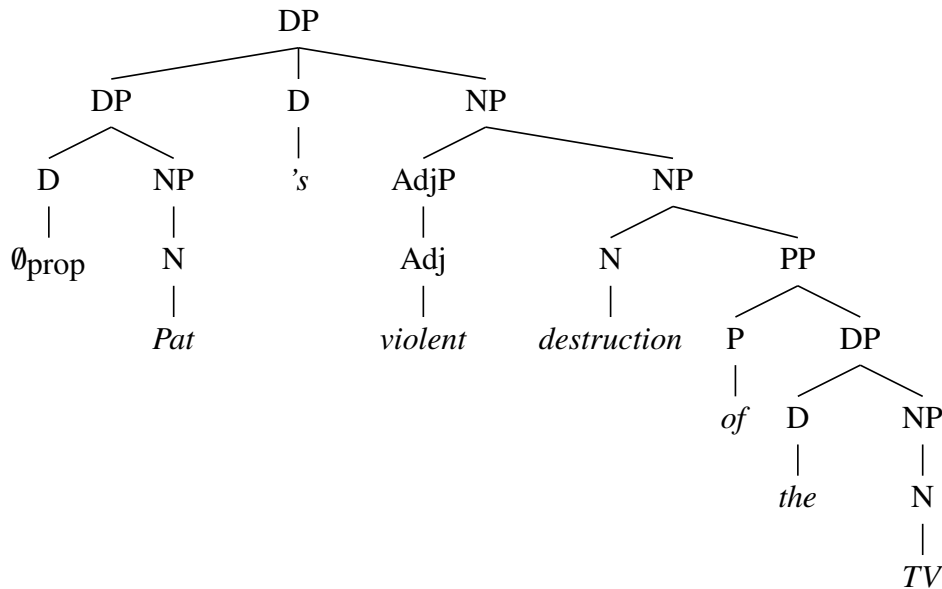 DP
DP D NP
D NP 's AdjP NP
∅prop N Adj N PP
Pat violent destruction P DP
of D NP
the N
TV